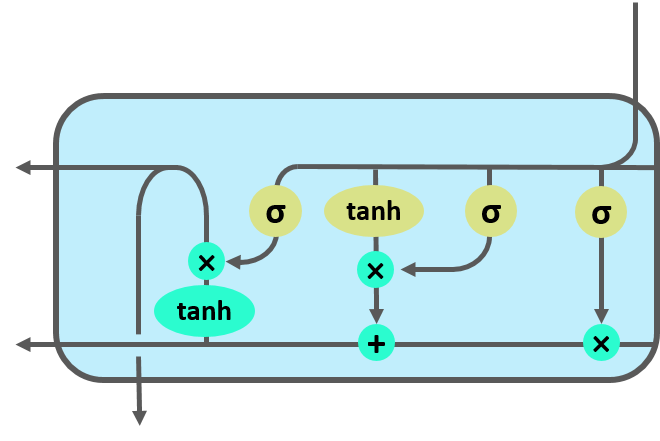 σ tanh σ σ
×
×
tanh
+ ×